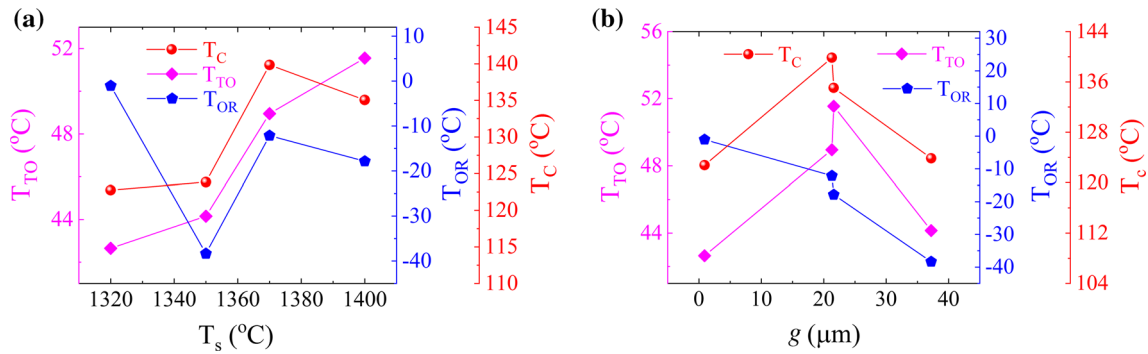 (a)
T_C
T_TO
T_OR
52
48
44
T_TO (°C)
10
0
-10
-20
-30
-40
T_OR (°C)
145
140
135
130
125
120
115
110
T_C (°C)
1320 1340 1360 1380 1400
T_s (°C)
(b)
T_C
T_TO
T_OR
56
52
48
44
T_TO (°C)
30
20
10
0
-10
-20
-30
-40
T_OR (°C)
144
136
128
120
112
104
T_c (°C)
0 10 20 30 40
g (μm)